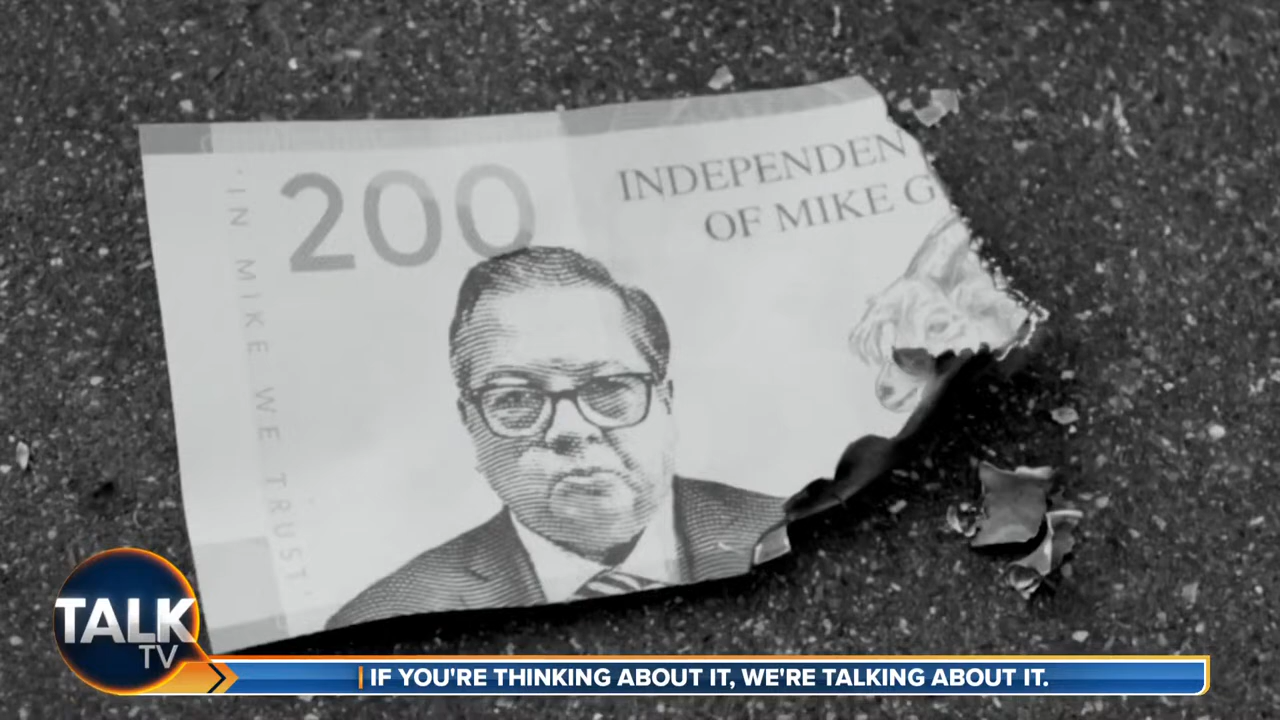 200
INDEPENDEN
OF MIKE G
IN MIKE WE TRUST
TALK
TV
IF YOU'RE THINKING ABOUT IT, WE'RE TALKING ABOUT IT.